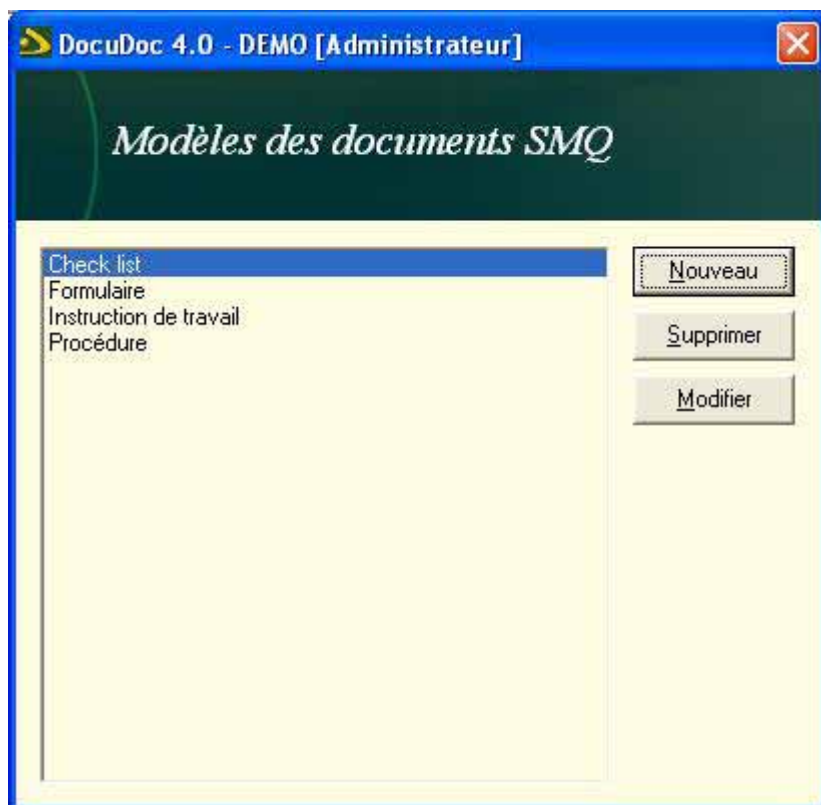 DocuDoc 4.0 - DEMO [Administrateur]
Modèles des documents SMQ
Check list
Formulaire
Instruction de travail
Procédure
Nouveau
Supprimer
Modifier